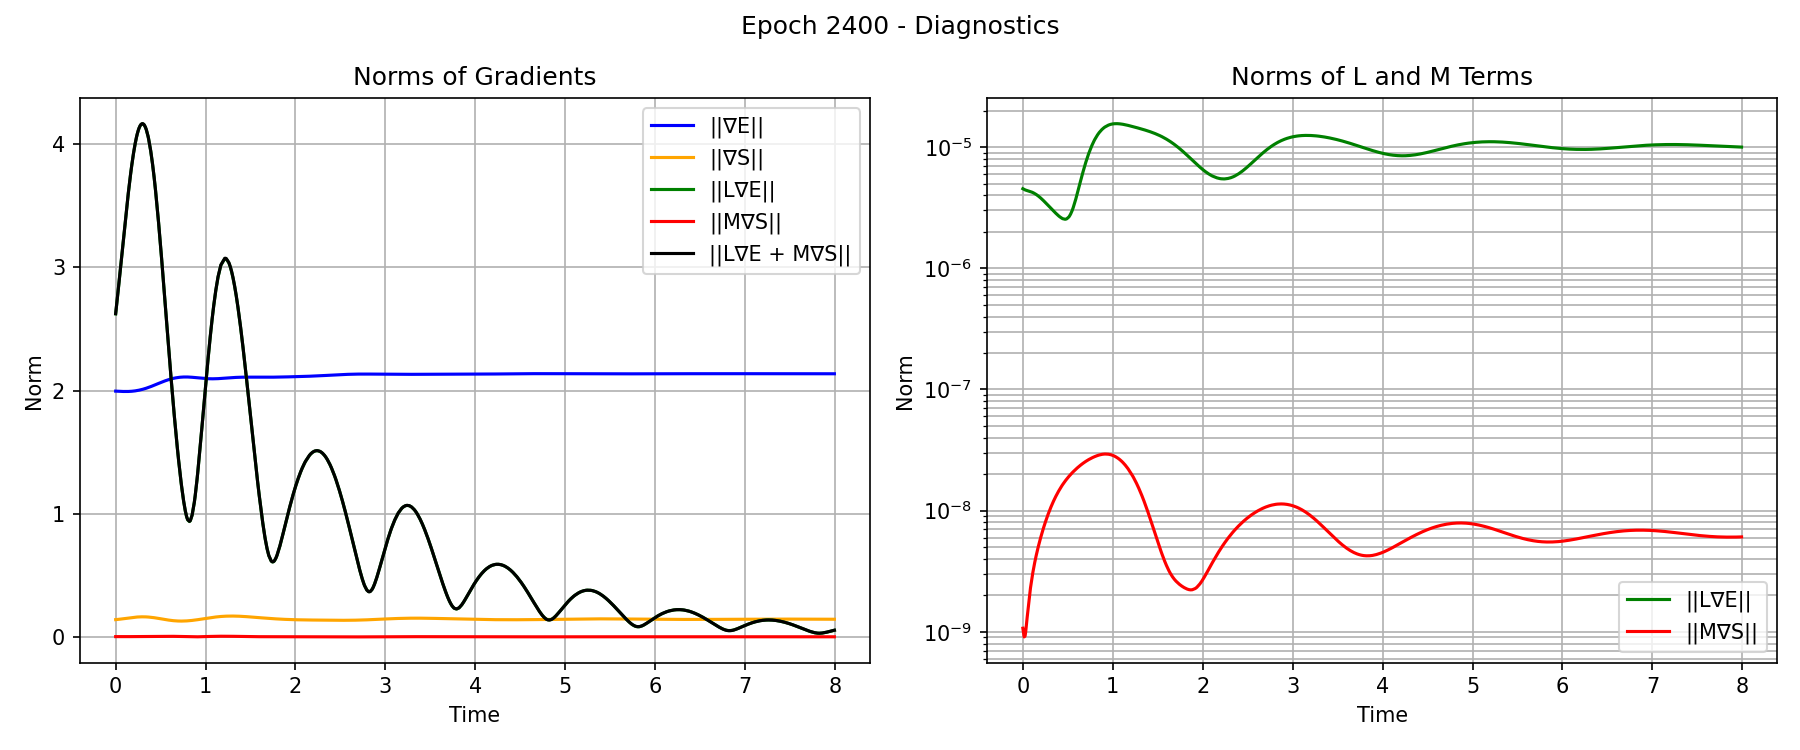 Epoch 2400 - Diagnostics
Norms of Gradients
||∇E||
||∇S||
||L∇E||
||M∇S||
||L∇E + M∇S||
4
3
2
1
0
Norm
0 1 2 3 4 5 6 7 8
Time
Norms of L and M Terms
10⁻⁵
10⁻⁶
10⁻⁷
10⁻⁸
10⁻⁹
Norm
||L∇E||
||M∇S||
0 1 2 3 4 5 6 7 8
Time